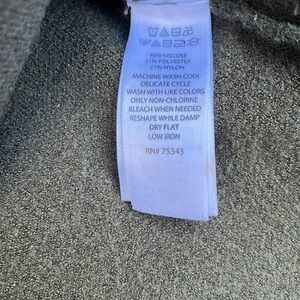 48% VISCOSE
31% POLYESTER
21% NYLON
MACHINE WASH COOL
DELICATE CYCLE
WASH WITH LIKE COLORS
ONLY NON-CHLORINE
BLEACH WHEN NEEDED
RESHAPE WHILE DAMP
DRY FLAT
LOW IRON
RN# 75343